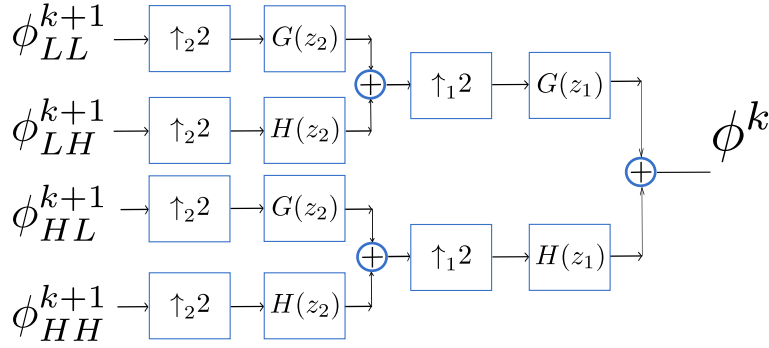 ϕ_{LL}^{k+1} ↑₂2 G(z₂)
↑₁2 G(z₁)
ϕ_{LH}^{k+1} ↑₂2 H(z₂)
ϕ^k
ϕ_{HL}^{k+1} ↑₂2 G(z₂)
↑₁2 H(z₁)
ϕ_{HH}^{k+1} ↑₂2 H(z₂)